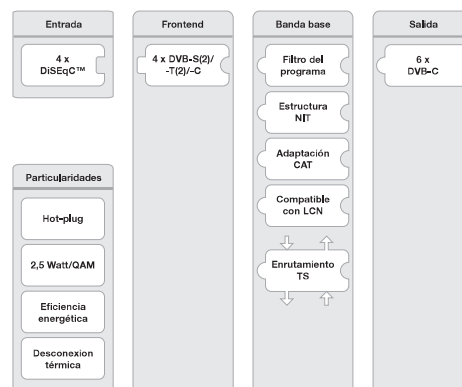 Entrada
4 x
DiSEqC™
Particularidades
Hot-plug
2,5 Watt/QAM
Eficiencia
energética
Desconexion
térmica
Frontend
4 x DVB-S(2)/
-T(2)/-C
Banda base
Filtro del
programa
Estructura
NIT
Adaptación
CAT
Compatible
con LCN
Enrutamiento
TS
Salida
6 x
DVB-C